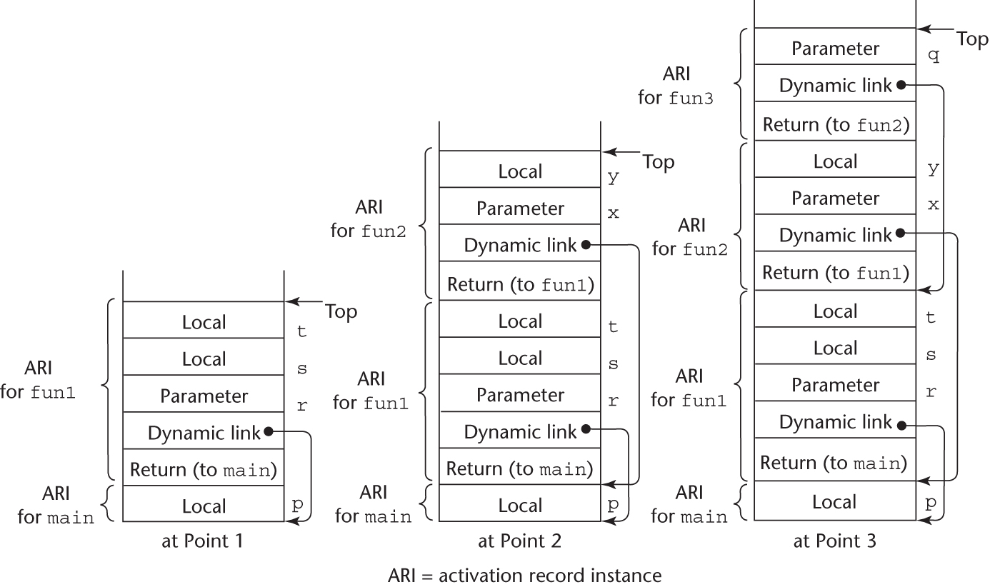 Local
t
Local
s
Parameter
r
Dynamic link
Return (to main)
Local
p
Top
ARI
for fun1
ARI
for main
at Point 1
Local
y
Parameter
x
Dynamic link
Return (to fun1)
Local
t
Local
s
Parameter
r
Dynamic link
Return (to main)
Local
p
Top
ARI
for fun2
ARI
for fun1
ARI
for main
at Point 2
Parameter
q
Dynamic link
Return (to fun2)
Local
y
Parameter
x
Dynamic link
Return (to fun1)
Local
t
Local
s
Parameter
r
Dynamic link
Return (to main)
Local
p
Top
ARI
for fun3
ARI
for fun2
ARI
for fun1
ARI
for main
at Point 3
ARI = activation record instance